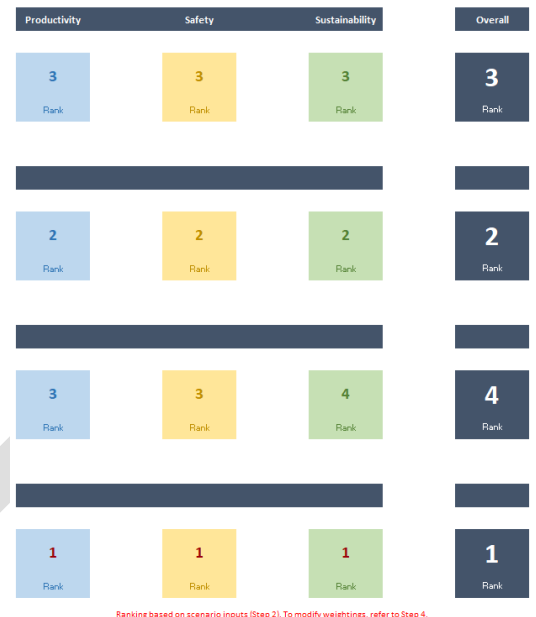 Productivity Safety Sustainability Overall
3 3 3 3
Rank Rank Rank Rank
2 2 2 2
Rank Rank Rank Rank
3 3 4 4
Rank Rank Rank Rank
1 1 1 1
Rank Rank Rank Rank
Ranking based on scenario inputs (Step 2). To modify weightings, refer to Step 4.